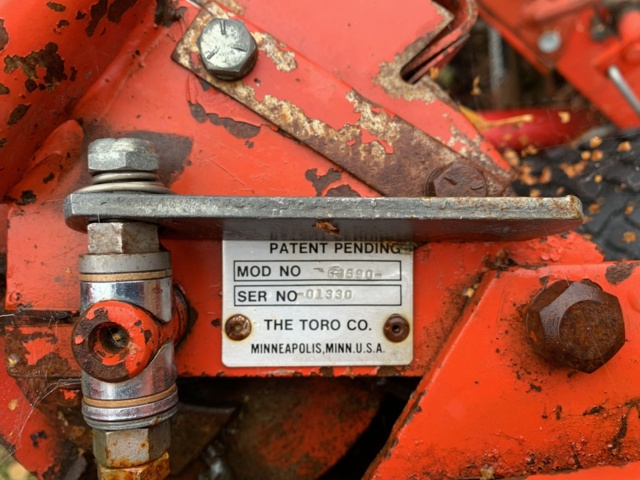 PATENT PENDING
MOD NO
SER NO -01330
THE TORO CO.
MINNEAPOLIS, MINN. U.S.A.